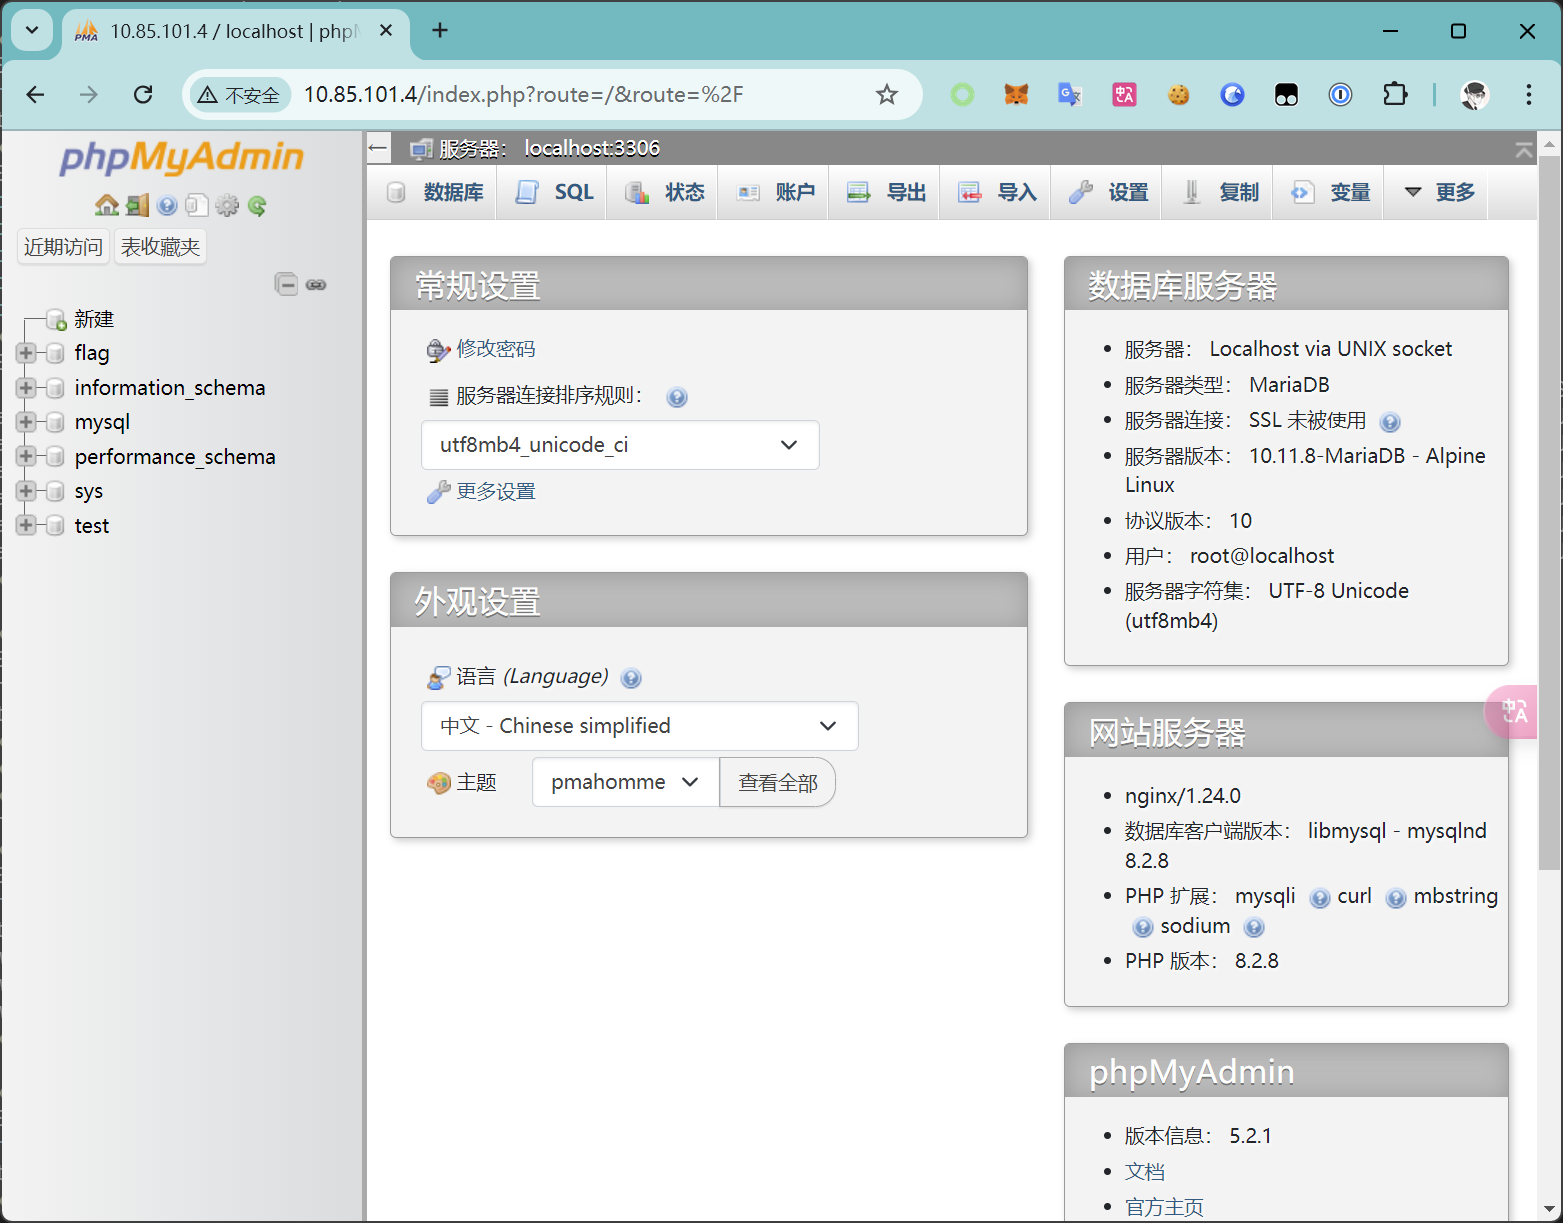 10.85.101.4 / localhost | php
不安全
10.85.101.4/index.php?route=/&route=%2F
phpMyAdmin
近期访问 表收藏夹
新建
flag
information_schema
mysql
performance_schema
sys
test
服务器： localhost:3306
数据库 SQL 状态 账户 导出 导入 设置 复制 变量 更多
常规设置
修改密码
服务器连接排序规则：
utf8mb4_unicode_ci
更多设置
外观设置
语言 (Language)
中文 - Chinese simplified
主题 pmahomme 查看全部
数据库服务器
服务器： Localhost via UNIX socket
服务器类型： MariaDB
服务器连接： SSL 未被使用
服务器版本： 10.11.8-MariaDB - Alpine
Linux
协议版本： 10
用户： root@localhost
服务器字符集： UTF-8 Unicode
(utf8mb4)
网站服务器
nginx/1.24.0
数据库客户端版本： libmysql - mysqlnd
8.2.8
PHP 扩展： mysqli curl mbstring
sodium
PHP 版本： 8.2.8
phpMyAdmin
版本信息： 5.2.1
文档
官方主页